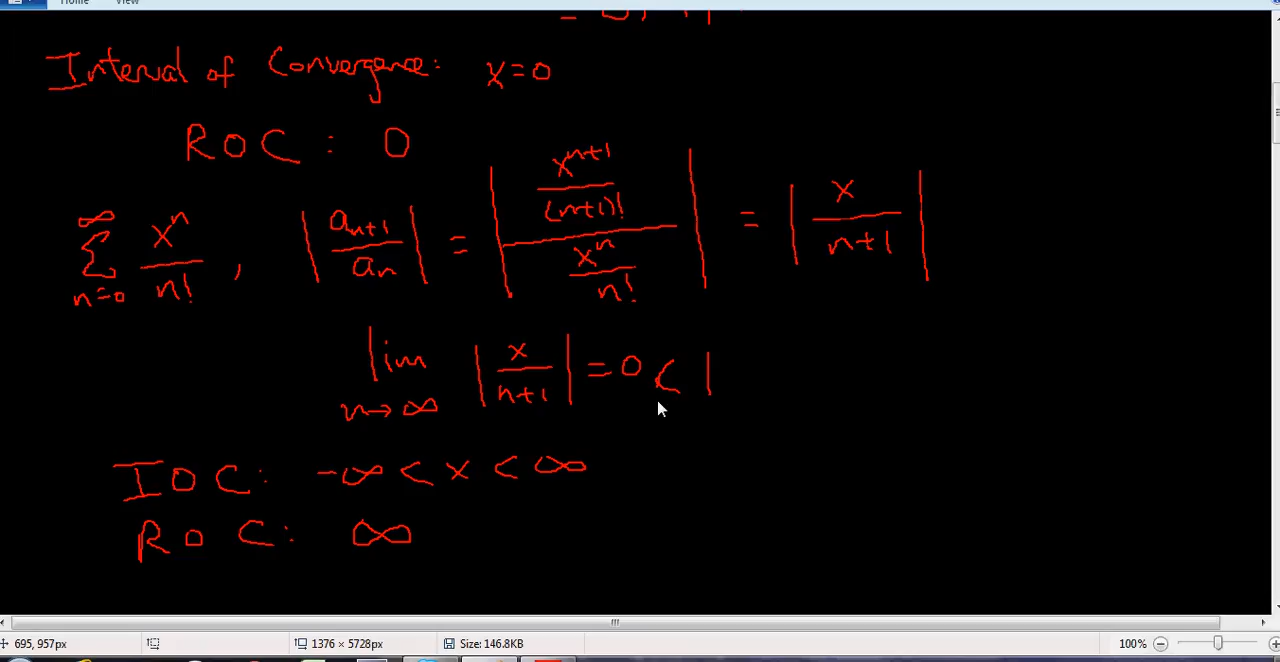 Home View
Interval of Convergence: x=0
ROC: 0
∞ Σ n=0 x^n/n! , |a_{n+1}/a_n| = |(x^{n+1}/(n+1)!)/(x^n/n!)| = |x/(n+1)|
lim n→∞ |x/(n+1)| = 0 < 1
IOC: -∞ < x < ∞
ROC: ∞
695, 957px 1376 × 5728px Size: 146.8KB 100%